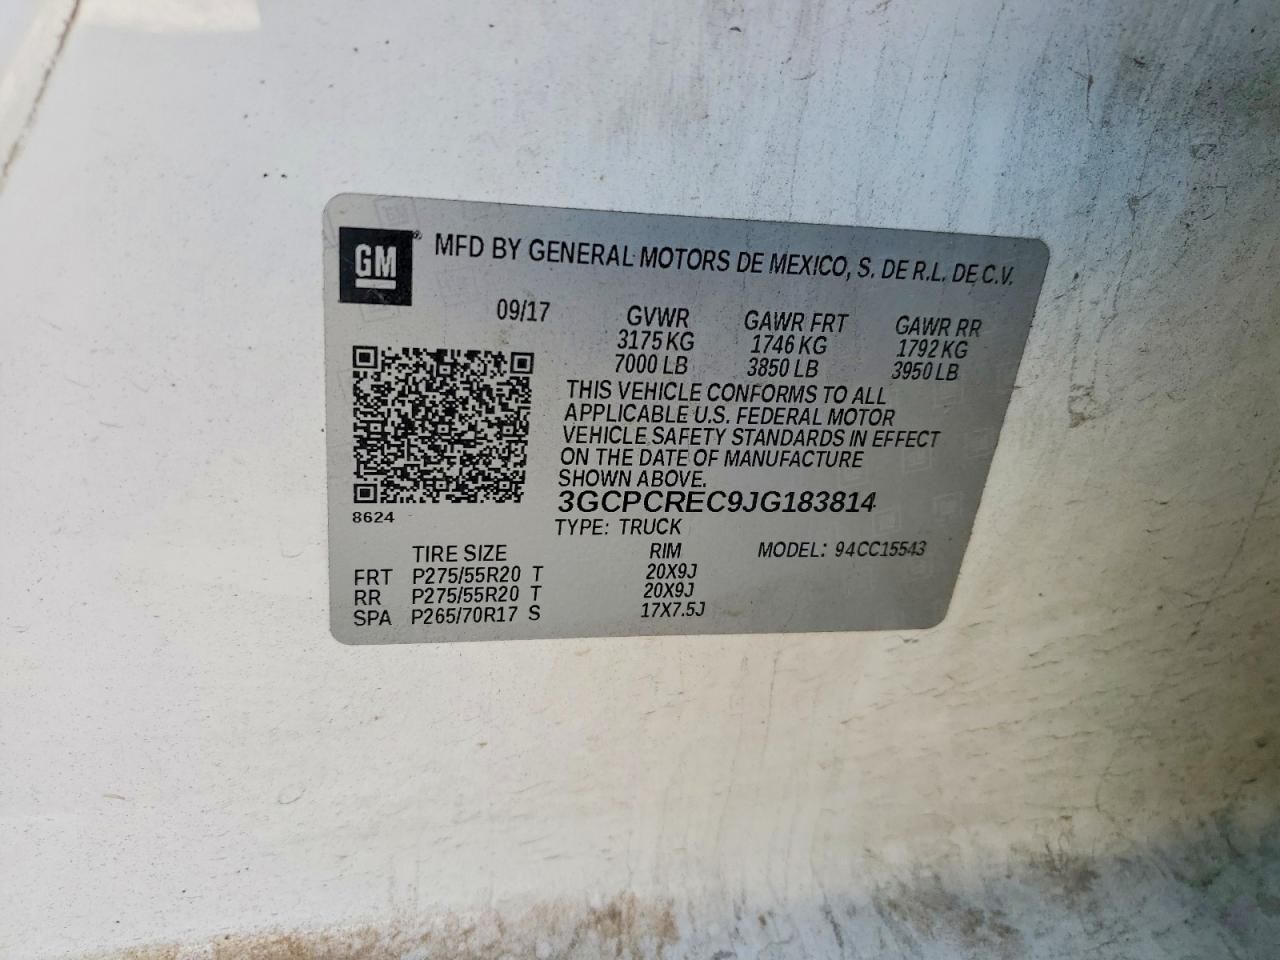 GM ® MFD BY GENERAL MOTORS DE MEXICO, S. DE R.L. DE C.V.
09/17 GVWR GAWR FRT GAWR RR
3175 KG 1746 KG 1792 KG
7000 LB 3850 LB 3950 LB
THIS VEHICLE CONFORMS TO ALL
APPLICABLE U.S. FEDERAL MOTOR
VEHICLE SAFETY STANDARDS IN EFFECT
ON THE DATE OF MANUFACTURE
SHOWN ABOVE.
3GCPCREC9JG183814
8624
TYPE: TRUCK
TIRE SIZE RIM MODEL: 94CC15543
FRT P275/55R20 T 20X9J
RR P275/55R20 T 20X9J
SPA P265/70R17 S 17X7.5J